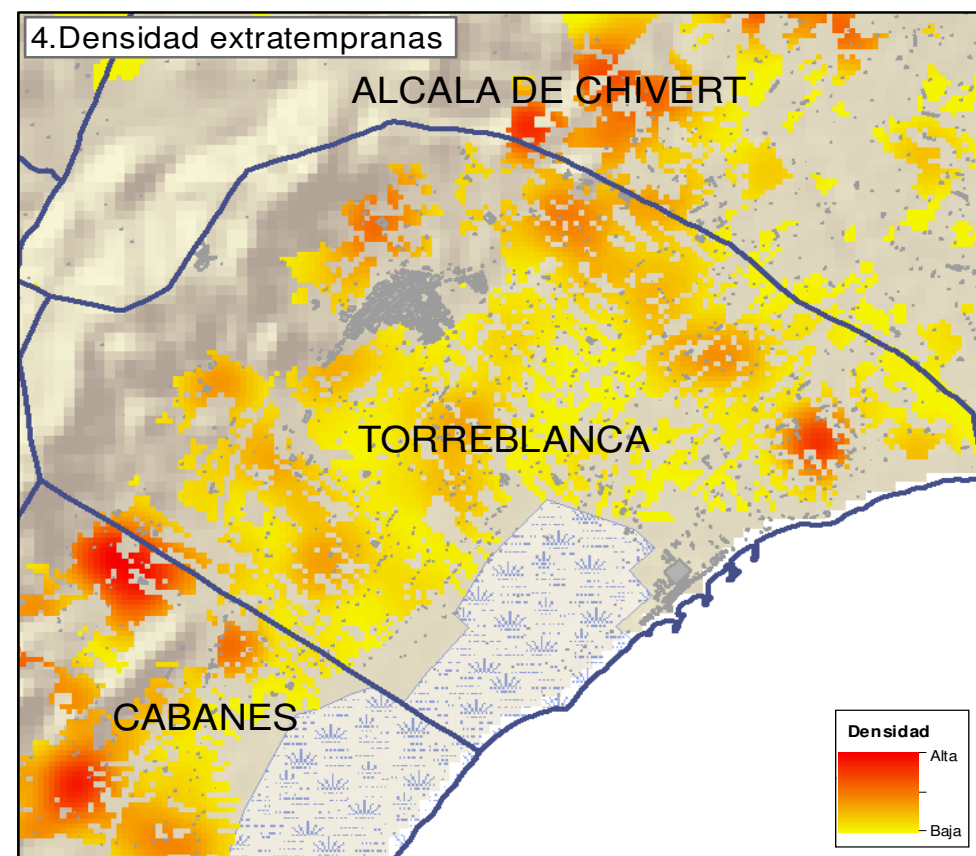 4.Densidad extratempranas
ALCALA DE CHIVERT
TORREBLANCA
CABANES
Densidad
Alta
Baja